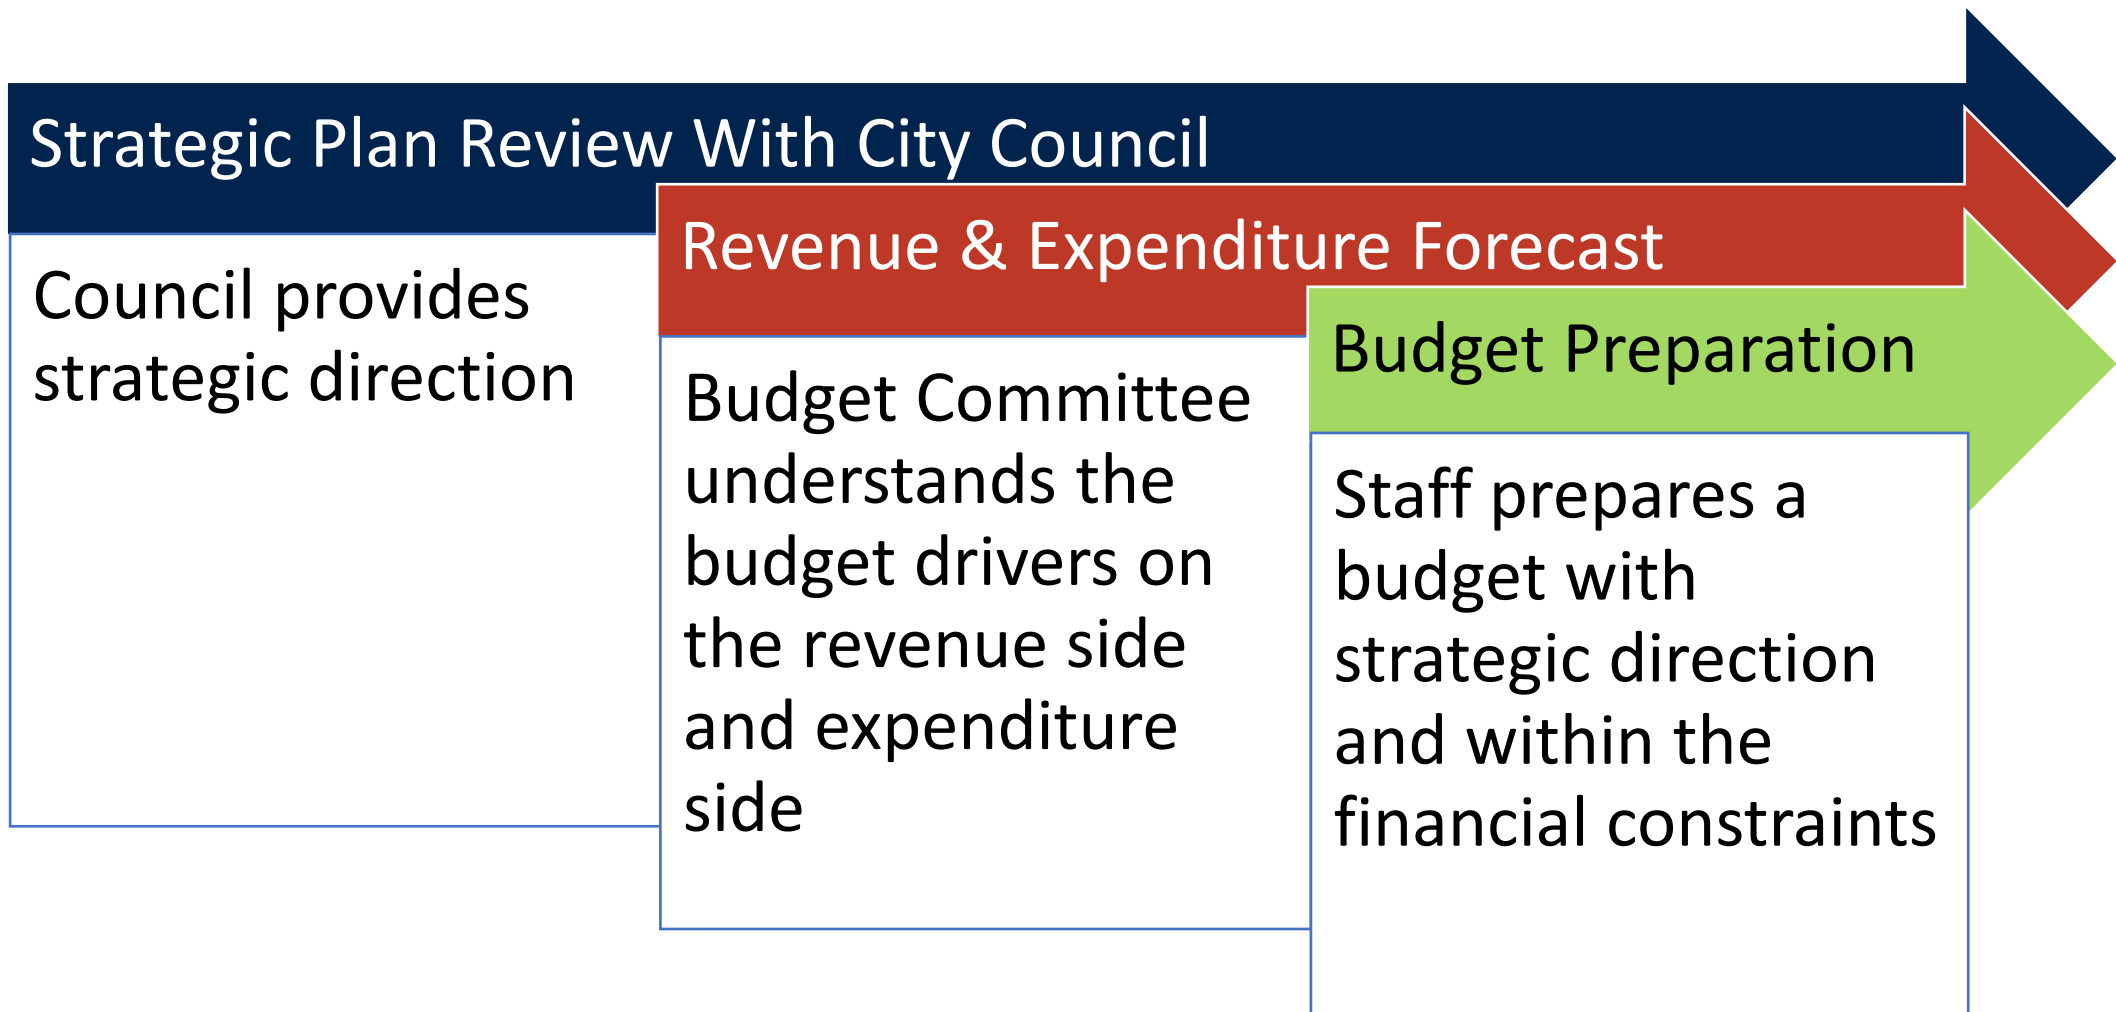 Strategic Plan Review With City Council
Council provides
strategic direction
Revenue & Expenditure Forecast
Budget Committee
understands the
budget drivers on
the revenue side
and expenditure
side
Budget Preparation
Staff prepares a
budget with
strategic direction
and within the
financial constraints